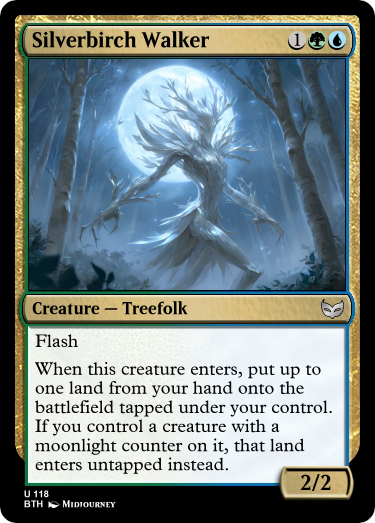 Silverbirch Walker 1
Creature — Treefolk
Flash
When this creature enters, put up to
one land from your hand onto the
battlefield tapped under your control.
If you control a creature with a
moonlight counter on it, that land
enters untapped instead.
2/2
U 118
BTH Midjourney